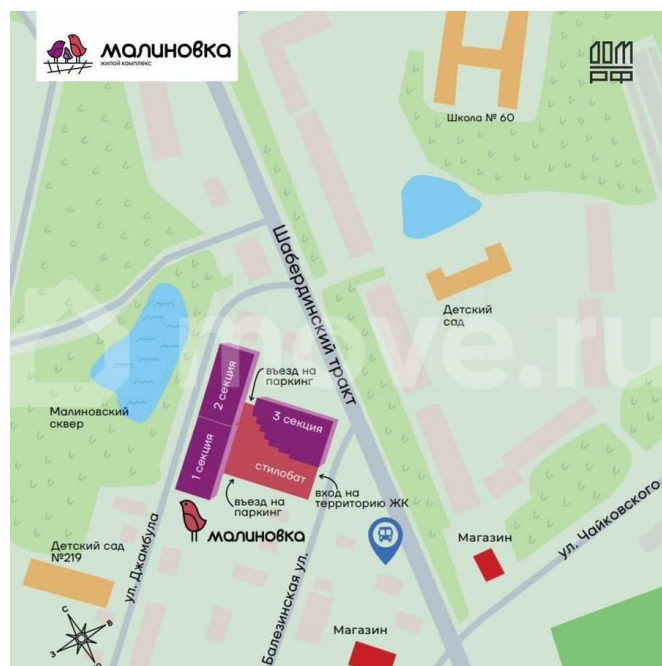 малиновка
жилой комплекс
ДОМ
РФ
Школа № 60
Шабердинский тракт
Детский
сад
move.ru
въезд на
паркинг
2 секция
3 секция
Малиновский
сквер
1 секция
стилобат
вход на
территорию ЖК
въезд на
паркинг
малиновка
ул. Джамбула
Детский сад
№219
Магазин
ул. Чайковского
Балезинская ул.
С
В
З
Магазин